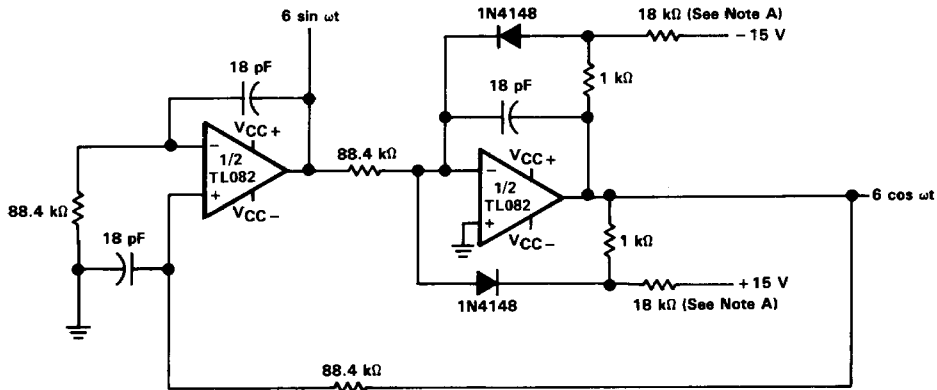 6 sin ωt
1N4148
18 kΩ (See Note A)
− 15 V
18 pF
1 kΩ
18 pF
VCC +
−
1/2
TL082
+
VCC −
88.4 kΩ
88.4 kΩ
18 pF
VCC +
−
1/2
TL082
+
VCC −
6 cos ωt
1 kΩ
1N4148
+ 15 V
18 kΩ (See Note A)
88.4 kΩ